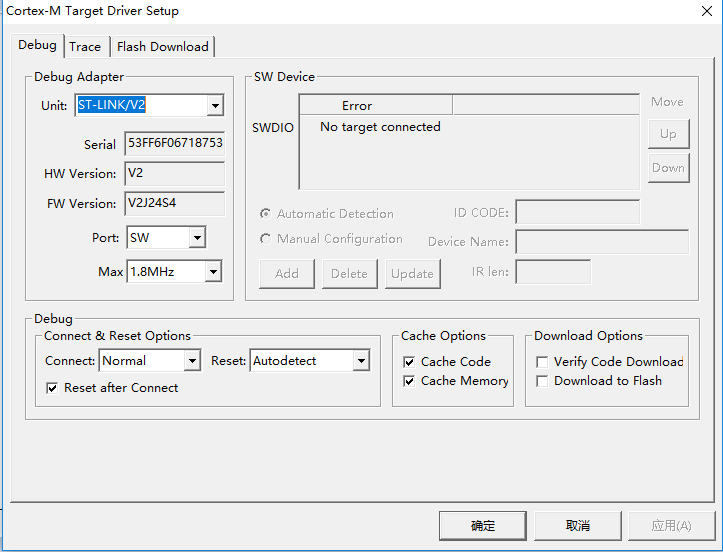 Cortex-M Target Driver Setup
Debug Trace Flash Download
Debug Adapter
Unit: ST-LINK/V2
Serial 53FF6F06718753
HW Version: V2
FW Version: V2J24S4
Port: SW
Max 1.8MHz
SW Device
Error
SWDIO No target connected
Move
Up
Down
Automatic Detection
Manual Configuration
ID CODE:
Device Name:
Add Delete Update
IR len:
Debug
Connect & Reset Options
Connect: Normal Reset: Autodetect
Reset after Connect
Cache Options
Cache Code
Cache Memory
Download Options
Verify Code Download
Download to Flash
确定 取消 应用(A)